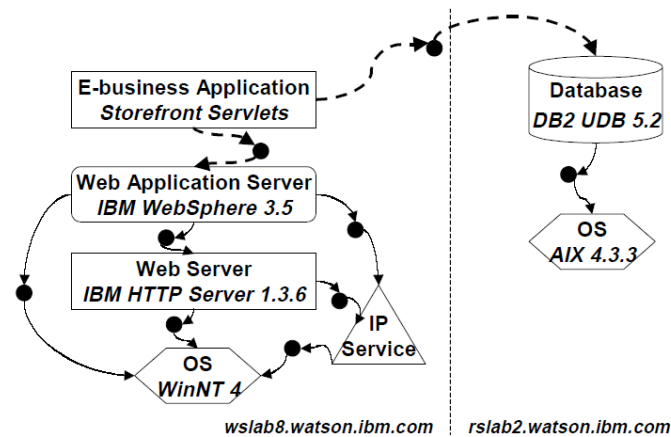 E-business Application
Storefront Servlets
Database
DB2 UDB 5.2
Web Application Server
IBM WebSphere 3.5
OS
AIX 4.3.3
Web Server
IBM HTTP Server 1.3.6
IP
Service
OS
WinNT 4
wslab8.watson.ibm.com
rslab2.watson.ibm.com